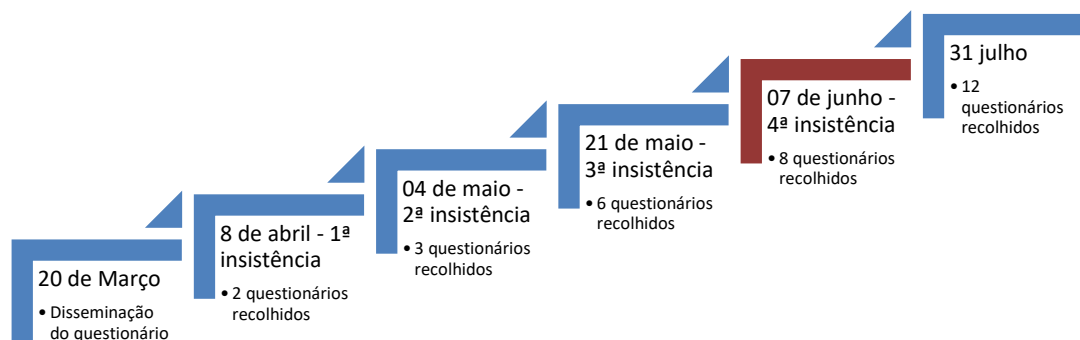 20 de Março
• Disseminação
do questionário
8 de abril - 1ª
insistência
• 2 questionários
recolhidos
04 de maio -
2ª insistência
• 3 questionários
recolhidos
21 de maio -
3ª insistência
• 6 questionários
recolhidos
07 de junho -
4ª insistência
• 8 questionários
recolhidos
31 julho
• 12
questionários
recolhidos